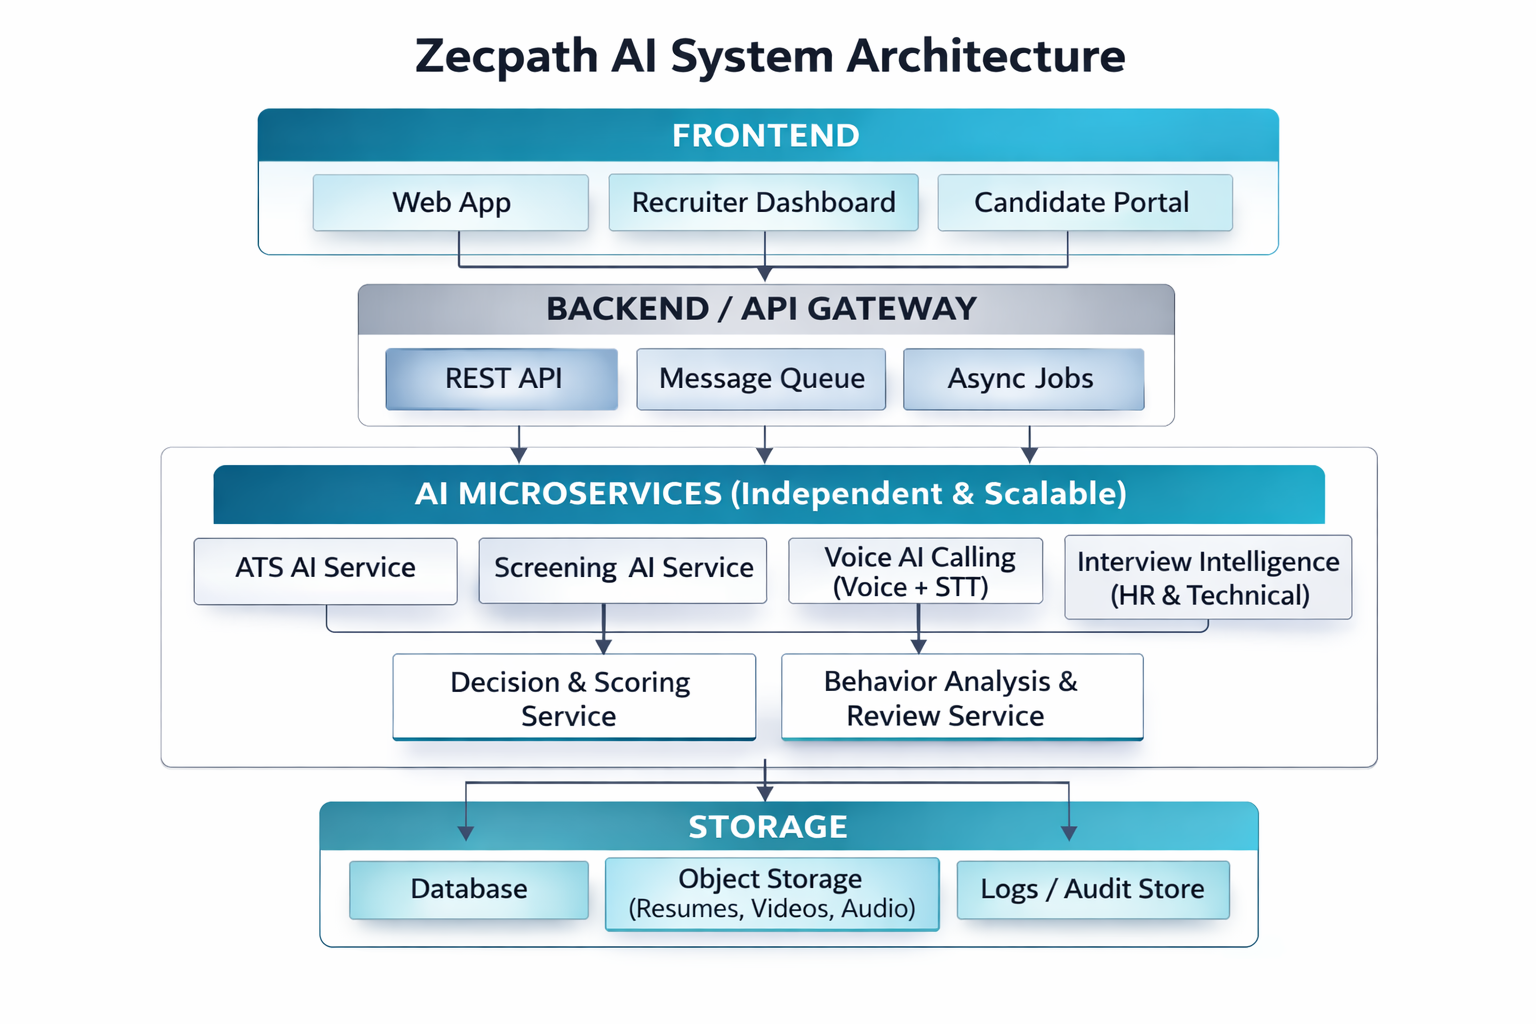 Zecpath AI System Architecture
FRONTEND
Web App
Recruiter Dashboard
Candidate Portal
BACKEND / API GATEWAY
REST API
Message Queue
Async Jobs
AI MICROSERVICES (Independent & Scalable)
ATS AI Service
Screening AI Service
Voice AI Calling
(Voice + STT)
Interview Intelligence
(HR & Technical)
Decision & Scoring
Service
Behavior Analysis &
Review Service
STORAGE
Database
Object Storage
(Resumes, Videos, Audio)
Logs / Audit Store